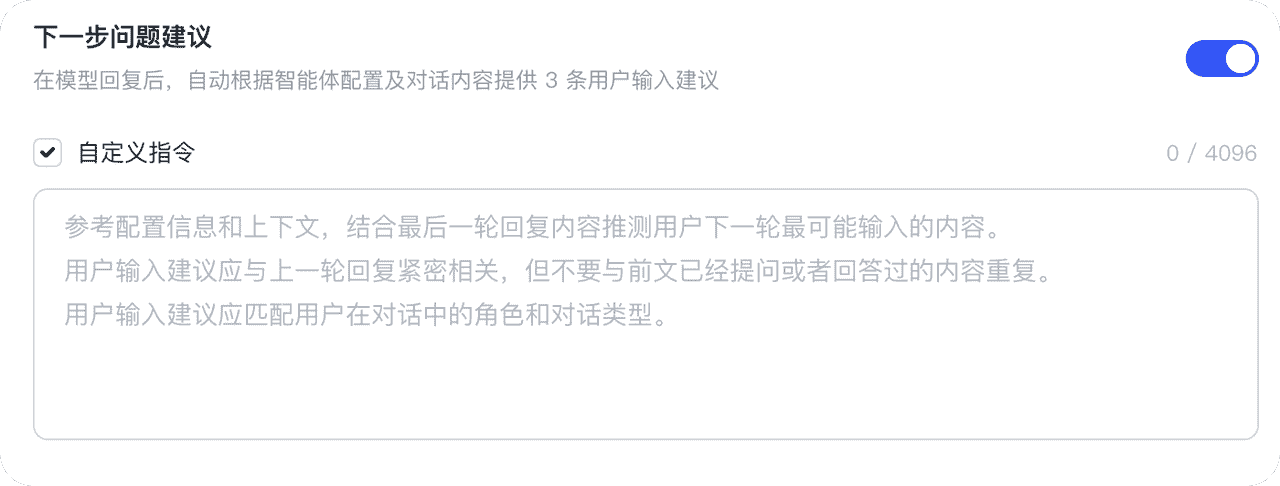 下一步问题建议
在模型回复后，自动根据智能体配置及对话内容提供 3 条用户输入建议
自定义指令
0 / 4096
参考配置信息和上下文，结合最后一轮回复内容推测用户下一轮最可能输入的内容。
用户输入建议应与上一轮回复紧密相关，但不要与前文已经提问或者回答过的内容重复。
用户输入建议应匹配用户在对话中的角色和对话类型。